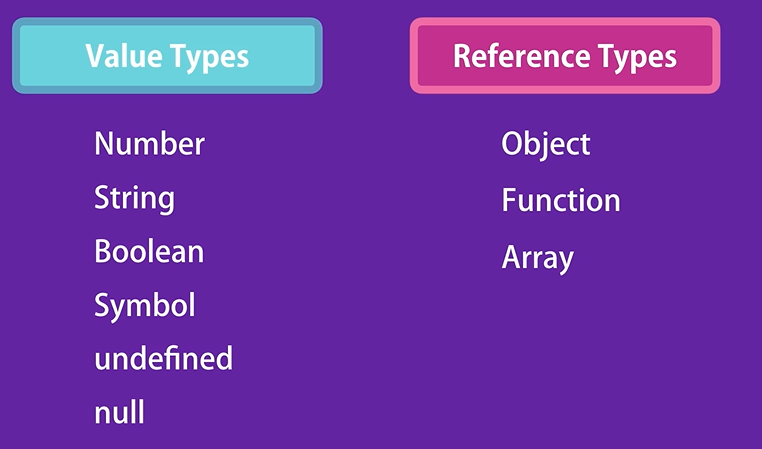 Value Types
Number
String
Boolean
Symbol
undefined
null
Reference Types
Object
Function
Array